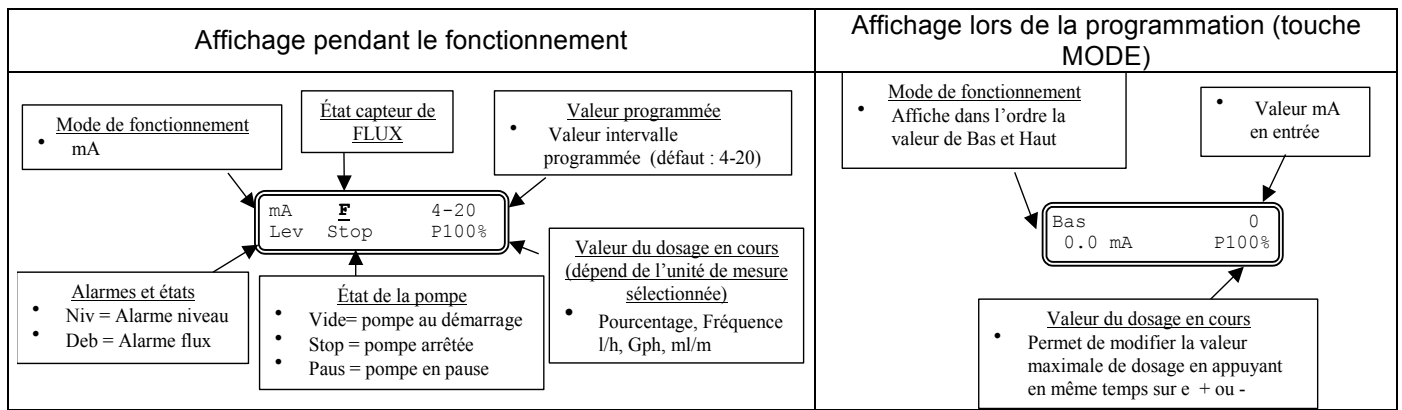 Affichage pendant le fonctionnement
Affichage lors de la programmation (touche
MODE)
Mode de fonctionnement
• mA
État capteur de
FLUX
Valeur programmée
• Valeur intervalle
programmée (défaut : 4-20)
mA F 4-20
Lev Stop P100%
Alarmes et états
• Niv = Alarme niveau
• Deb = Alarme flux
État de la pompe
• Vide= pompe au démarrage
• Stop = pompe arrêtée
• Paus = pompe en pause
Valeur du dosage en cours
(dépend de l’unité de mesure
sélectionnée)
• Pourcentage, Fréquence
l/h, Gph, ml/m
Mode de fonctionnement
• Affiche dans l’ordre la
valeur de Bas et Haut
• Valeur mA
en entrée
Bas 0
0.0 mA P100%
Valeur du dosage en cours
• Permet de modifier la valeur
maximale de dosage en appuyant
en même temps sur e + ou -